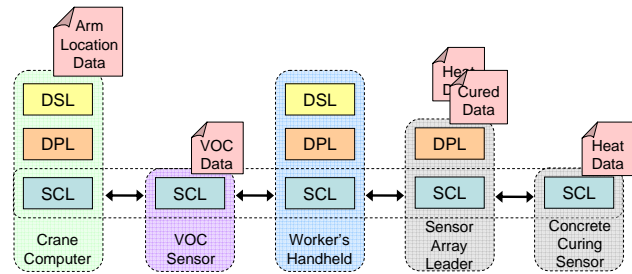 Arm
Location
Data
DSL
DPL
SCL
Crane
Computer
VOC
Data
SCL
VOC
Sensor
DSL
DPL
SCL
Worker's
Handheld
Heat
Cured
Data
DPL
SCL
Sensor
Array
Leader
Heat
Data
SCL
Concrete
Curing
Sensor